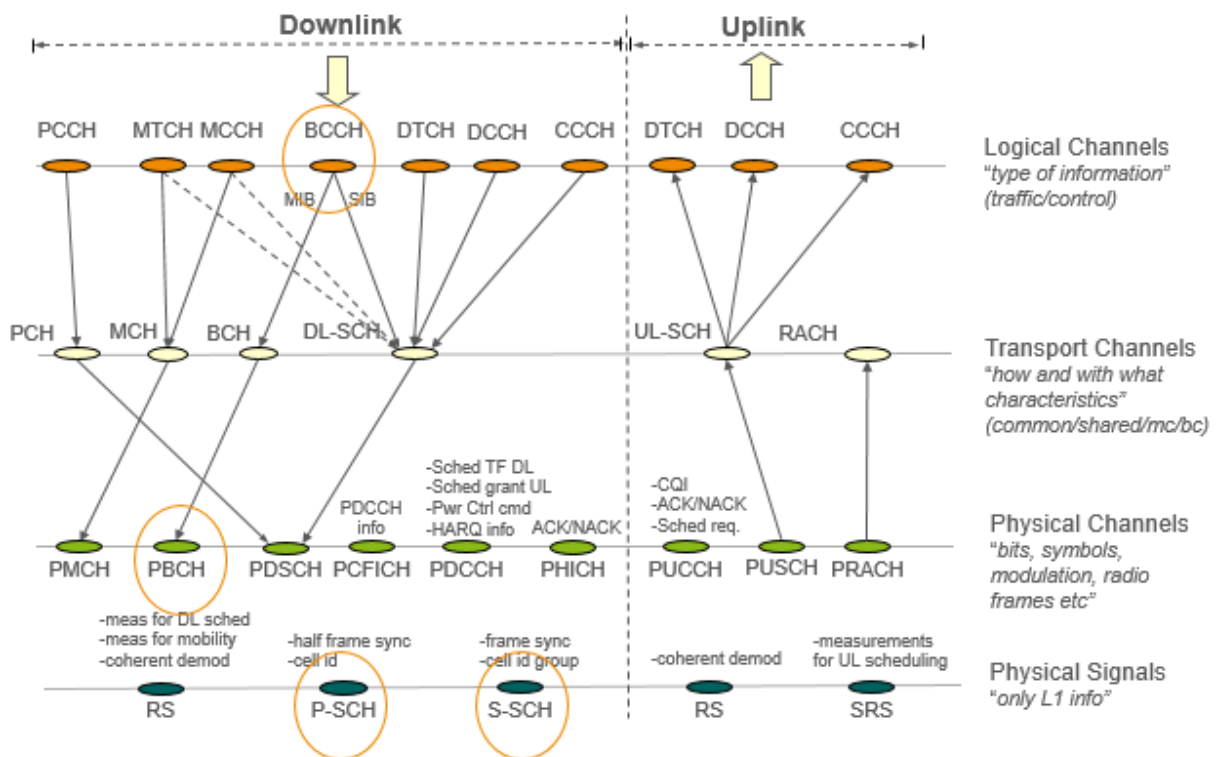 Downlink
Uplink
PCCH
MTCH
MCCH
BCCH
DTCH
DCCH
CCCH
DTCH
DCCH
CCCH
Logical Channels
“type of information”
(traffic/control)
MIB
SIB
PCH
MCH
BCH
DL-SCH
UL-SCH
RACH
Transport Channels
“how and with what
characteristics”
(common/shared/mc/bc)
PDCCH
info
-Sched TF DL
-Sched grant UL
-Pwr Ctrl cmd
-HARQ info
ACK/NACK
-CQI
-ACK/NACK
-Sched req.
PMCH
PBCH
PDSCH
PCFICH
PDCCH
PHICH
PUCCH
PUSCH
PRACH
Physical Channels
“bits, symbols,
modulation, radio
frames etc”
-meas for DL sched
-meas for mobility
-coherent demod
-half frame sync
-cell id
-frame sync
-cell id group
-coherent demod
-measurements
for UL scheduling
RS
P-SCH
S-SCH
RS
SRS
Physical Signals
“only L1 info”